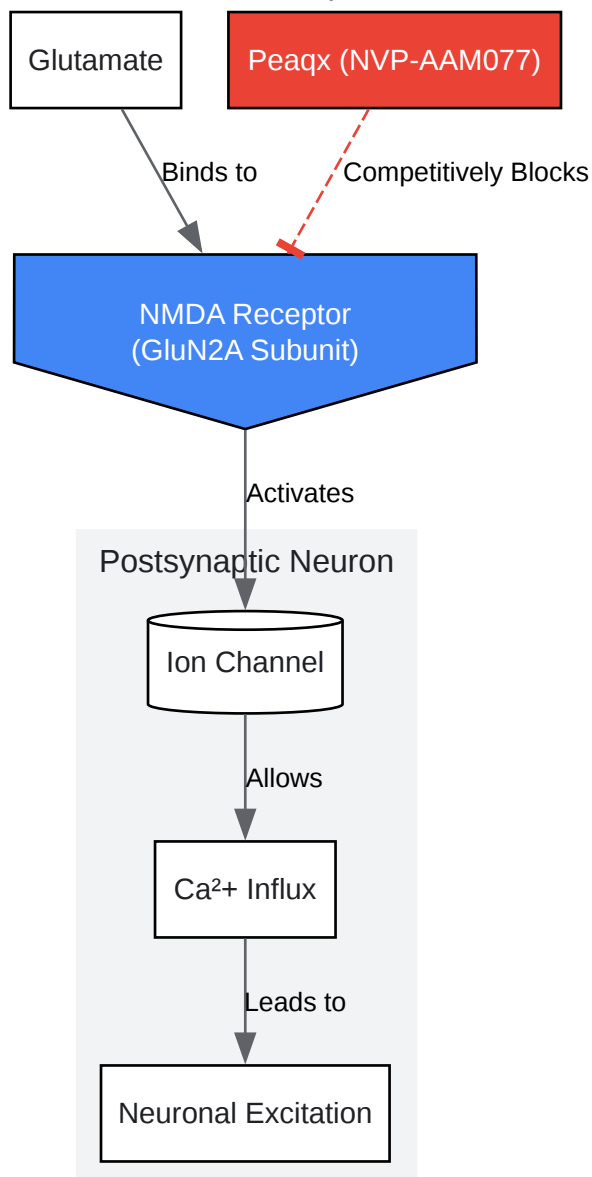 Glutamate
Peaqx (NVP-AAM077)
Binds to
Competitively Blocks
NMDA Receptor
(GluN2A Subunit)
Activates
Postsynaptic Neuron
Ion Channel
Allows
Ca²+ Influx
Leads to
Neuronal Excitation